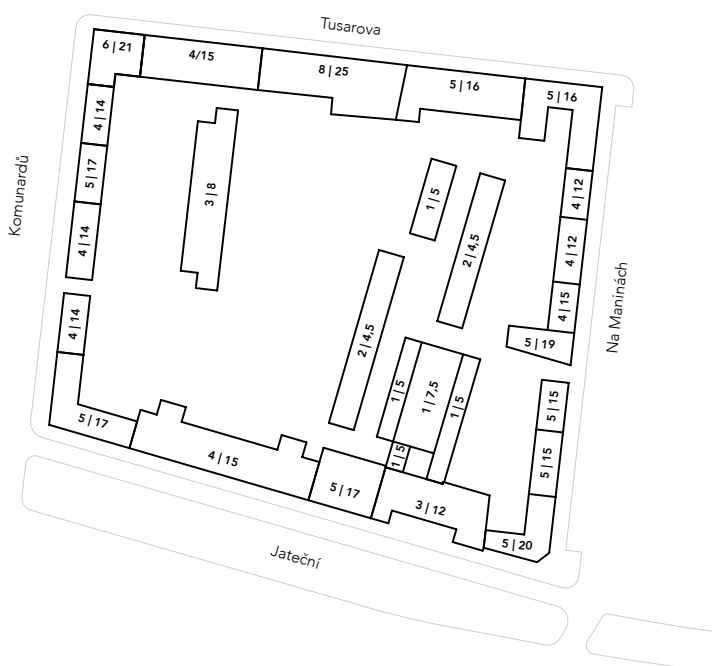 Tusarova
6 | 21
4/15
8 | 25
5 | 16
5 | 16
4 | 14
5 | 17
4 | 14
4 | 14
Komunardů
3 | 8
1 | 5
2 | 4,5
2 | 4,5
4 | 12
4 | 12
4 | 15
5 | 19
Na Maninách
1 | 5
1 | 7,5
1 | 5
1 | 5
5 | 15
5 | 15
5 | 17
4 | 15
5 | 17
3 | 12
5 | 20
Jateční